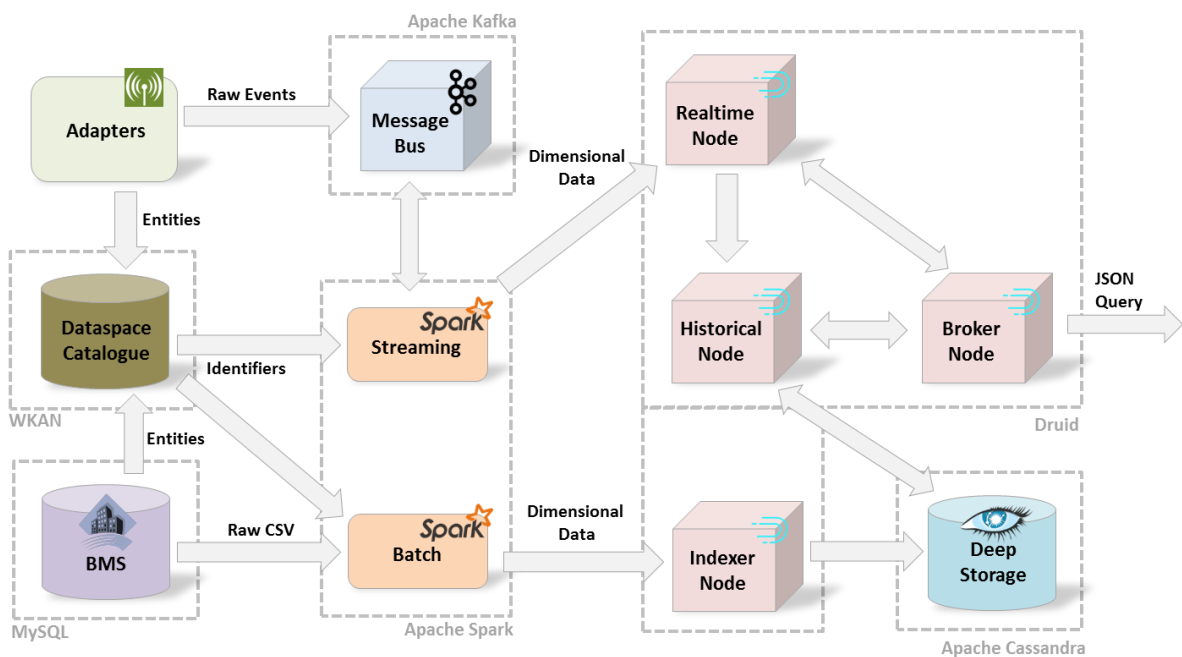 Apache Kafka
Adapters
Raw Events
Message
Bus
Realtime
Node
Dimensional
Data
Entities
Dataspace
Catalogue
WKAN
Identifiers
Spark
Streaming
Historical
Node
Broker
Node
JSON
Query
Druid
Entities
BMS
MySQL
Raw CSV
Spark
Batch
Apache Spark
Dimensional
Data
Indexer
Node
Deep
Storage
Apache Cassandra